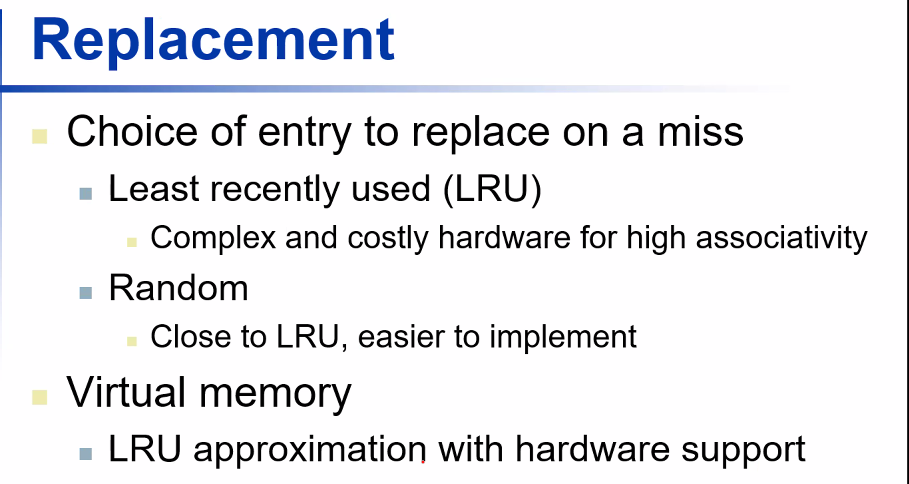 Replacement
Choice of entry to replace on a miss
Least recently used (LRU)
Complex and costly hardware for high associativity
Random
Close to LRU, easier to implement
Virtual memory
LRU approximation with hardware support